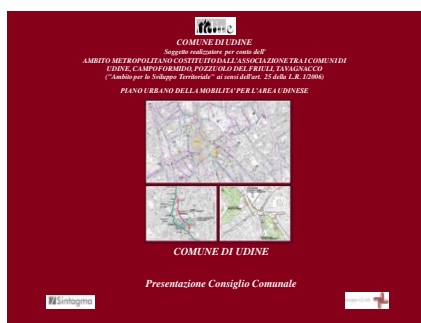 COMUNE DI UDINE
Soggetto realizzatore per conto dell'
AMBITO METROPOLITANO COSTITUITO DALL'ASSOCIAZIONE TRA I COMUNI DI
UDINE, CAMPOFORMIDO, POZZUOLO DEL FRIULI, TAVAGNACCO
("Ambito per lo Sviluppo Territoriale" ai sensi dell'art. 25 della L.R. 1/2006)
PIANO URBANO DELLA MOBILITA' PER L'AREA UDINESE
COMUNE DI UDINE
Presentazione Consiglio Comunale
Sintagma